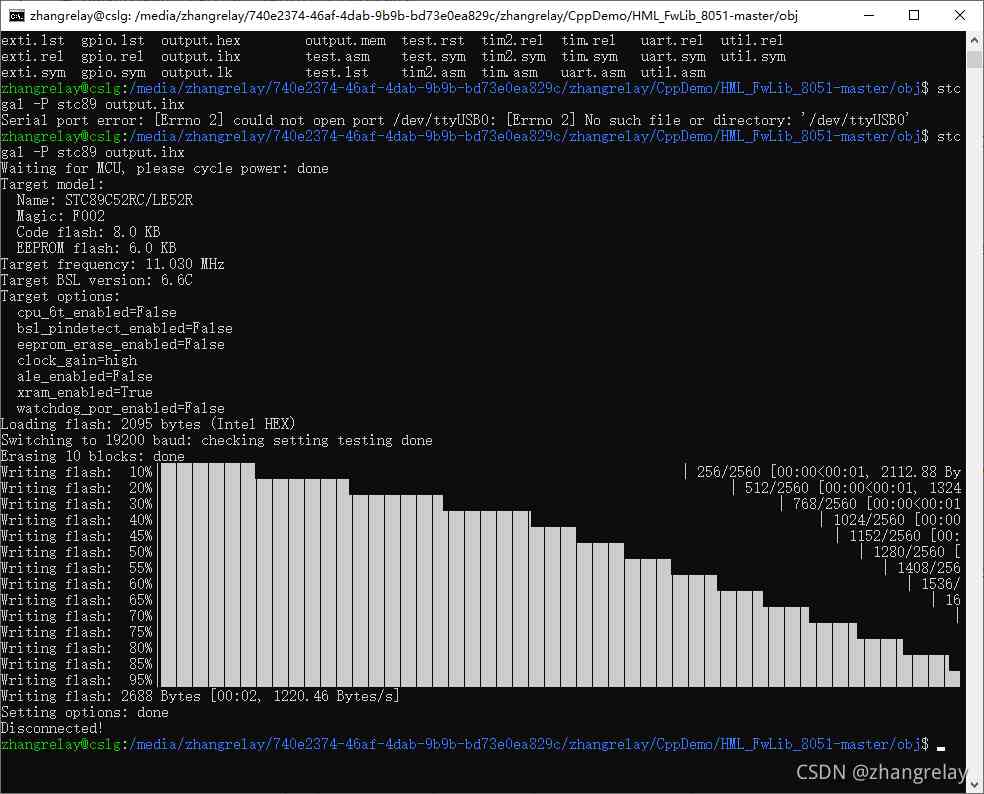 zhangrelay@cslg: /media/zhangrelay/740e2374-46af-4dab-9b9b-bd73e0ea829c/zhangrelay/CppDemo/HML_FwLib_8051-master/obj
exti.lst  gpio.lst  output.hex        output.mem  test.rst  tim2.rel  tim.rel   uart.rel  util.rel
exti.rel  gpio.rel  output.ihx        test.asm    test.sym  tim2.sym  tim.sym   uart.sym  util.sym
exti.sym  gpio.sym  output.lk         test.lst    tim2.asm  tim.asm   uart.asm  util.asm
zhangrelay@cslg:/media/zhangrelay/740e2374-46af-4dab-9b9b-bd73e0ea829c/zhangrelay/CppDemo/HML_FwLib_8051-master/obj$ stc
gal -P stc89 output.ihx
Serial port error: [Errno 2] could not open port /dev/ttyUSB0: [Errno 2] No such file or directory: '/dev/ttyUSB0'
zhangrelay@cslg:/media/zhangrelay/740e2374-46af-4dab-9b9b-bd73e0ea829c/zhangrelay/CppDemo/HML_FwLib_8051-master/obj$ stc
gal -P stc89 output.ihx
Waiting for MCU, please cycle power: done
Target model:
  Name: STC89C52RC/LE52R
  Magic: F002
  Code flash: 8.0 KB
  EEPROM flash: 6.0 KB
Target frequency: 11.030 MHz
Target BSL version: 6.6C
Target options:
  cpu_6t_enabled=False
  bsl_pindetect_enabled=False
  eeprom_erase_enabled=False
  clock_gain=high
  ale_enabled=False
  xram_enabled=True
  watchdog_por_enabled=False
Loading flash: 2095 bytes (Intel HEX)
Switching to 19200 baud: checking setting testing done
Erasing 10 blocks: done
Writing flash:  10%| | 256/2560 [00:00<00:01, 2112.88 By
Writing flash:  20%| | 512/2560 [00:00<00:01, 1324
Writing flash:  30%| | 768/2560 [00:00<00:01
Writing flash:  40%| | 1024/2560 [00:00
Writing flash:  45%| | 1152/2560 [00:
Writing flash:  50%| | 1280/2560 [
Writing flash:  55%| | 1408/256
Writing flash:  60%| | 1536/
Writing flash:  65%| | 16
Writing flash:  70%| |
Writing flash:  75%|
Writing flash:  80%|
Writing flash:  85%|
Writing flash:  95%|
Writing flash: 2688 Bytes [00:02, 1220.46 Bytes/s]
Setting options: done
Disconnected!
zhangrelay@cslg:/media/zhangrelay/740e2374-46af-4dab-9b9b-bd73e0ea829c/zhangrelay/CppDemo/HML_FwLib_8051-master/obj$
CSDN @zhangrelay